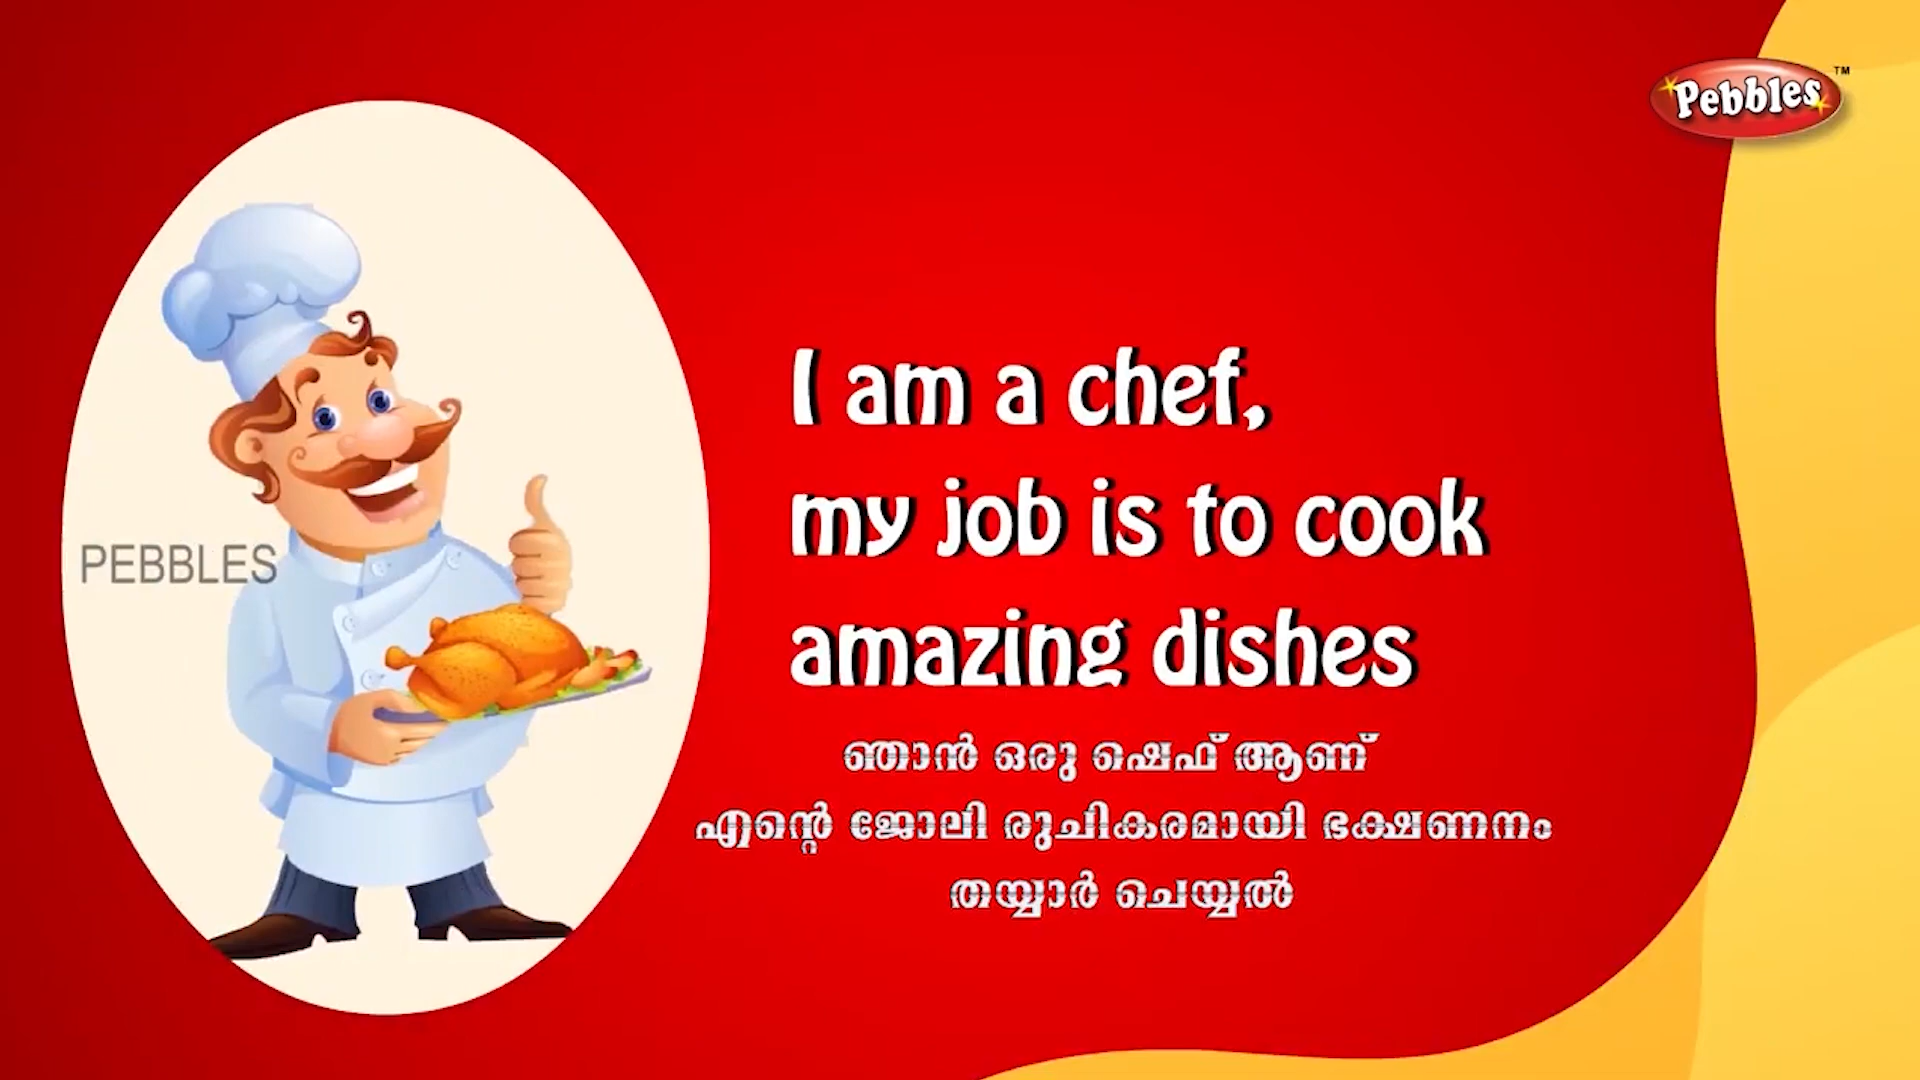 Pebbles TM
PEBBLES
I am a chef,
my job is to cook
amazing dishes
ഞാൻ ഒരു ഷെഫ് ആണ്
എന്റെ ജോലി രുചികരമായി ഭക്ഷണനം
തയ്യാർ ചെയ്യൽ